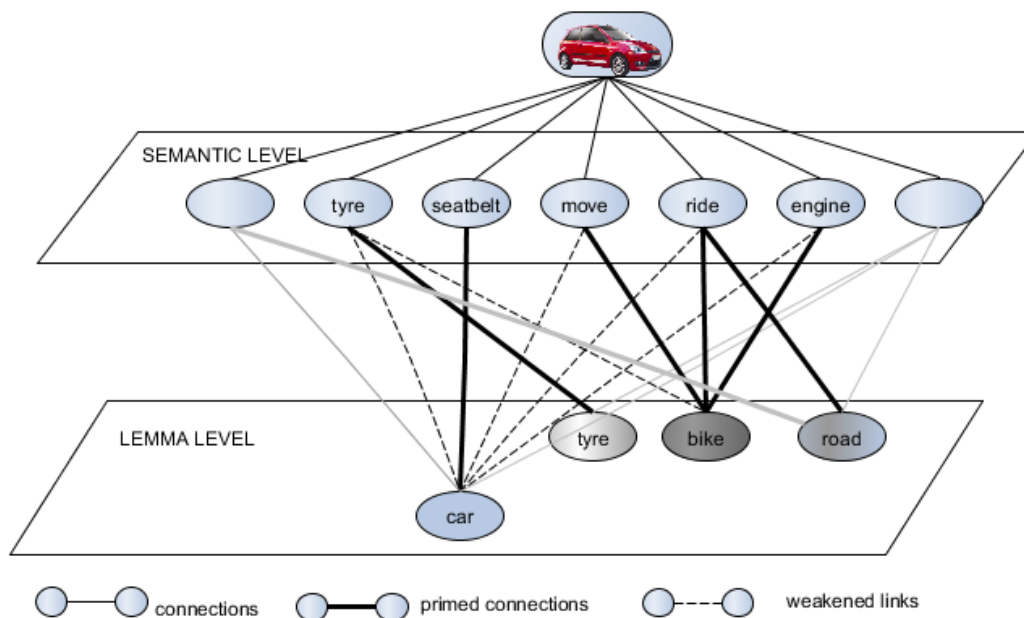 SEMANTIC LEVEL
tyre seatbelt move ride engine
LEMMA LEVEL
tyre bike road
car
connections primed connections weakened links